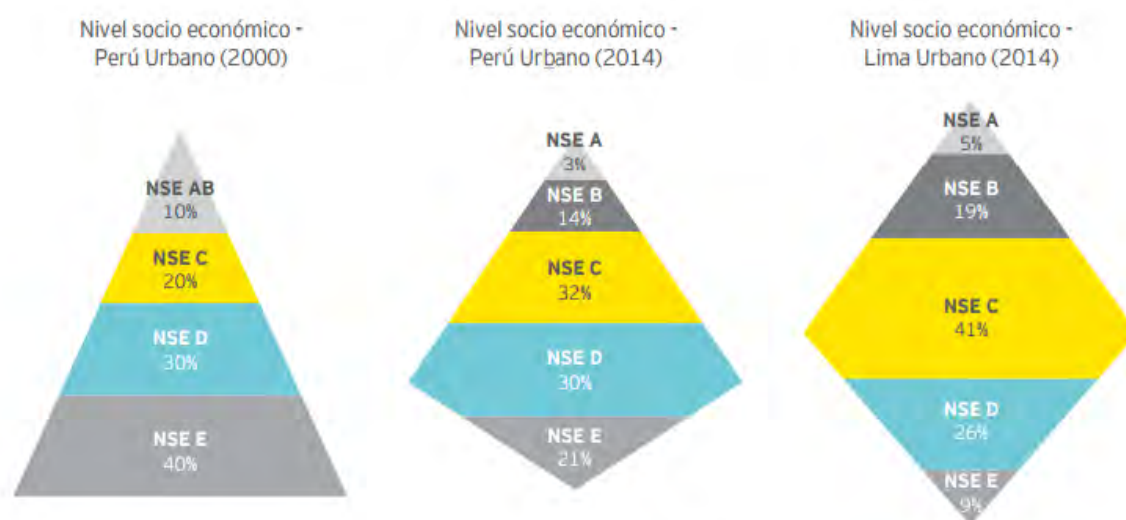 Nivel socio económico -
Perú Urbano (2000)
NSE AB
10%
NSE C
20%
NSE D
30%
NSE E
40%
Nivel socio económico -
Perú Urbano (2014)
NSE A
3%
NSE B
14%
NSE C
32%
NSE D
30%
NSE E
21%
Nivel socio económico -
Lima Urbano (2014)
NSE A
5%
NSE B
19%
NSE C
41%
NSE D
26%
NSE E
9%